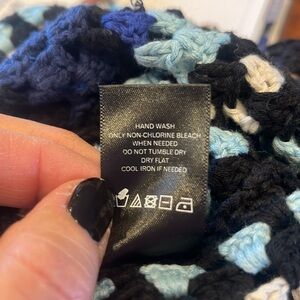 HAND WASH
ONLY NON-CHLORINE BLEACH
WHEN NEEDED
DO NOT TUMBLE DRY
DRY FLAT
COOL IRON IF NEEDED